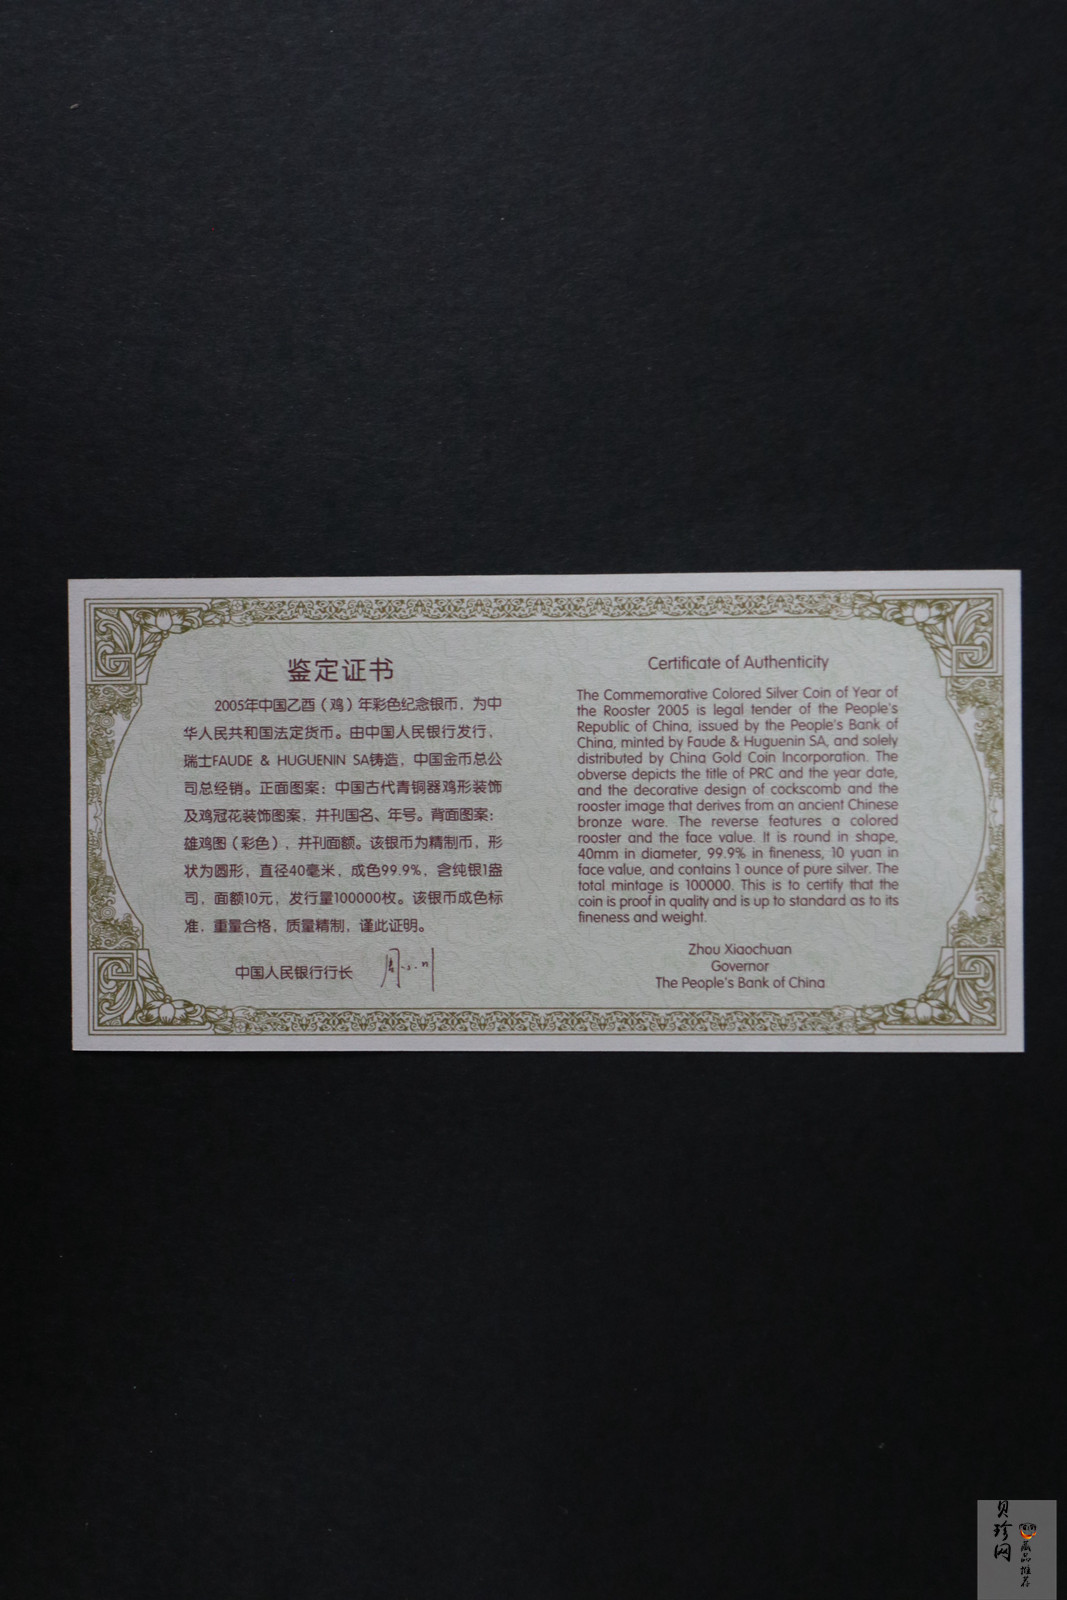 鉴定证书
2005年中国乙酉（鸡）年彩色纪念银币，为中
华人民共和国法定货币。由中国人民银行发行，
瑞士FAUDE & HUGUENIN SA铸造，中国金币总公
司总经销。正面图案：中国古代青铜器鸡形装饰
及鸡冠花装饰图案，并刊国名、年号。背面图案：
雄鸡图（彩色），并刊面额。该银币为精制币，形
状为圆形，直径40毫米，成色99.9%，含纯银1盎
司，面额10元，发行量100000枚。该银币成色标
准，重量合格，质量精制，谨此证明。
中国人民银行行长
Certificate of Authenticity
The Commemorative Colored Silver Coin of Year of
the Rooster 2005 is legal tender of the People's
Republic of China, issued by the People's Bank of
China, minted by Faude & Huguenin SA, and solely
distributed by China Gold Coin Incorporation. The
obverse depicts the title of PRC and the year date,
and the decorative design of cockscomb and the
rooster image that derives from an ancient Chinese
bronze ware. The reverse features a colored
rooster and the face value. It is round in shape,
40mm in diameter, 99.9% in fineness, 10 yuan in
face value, and contains 1 ounce of pure silver. The
total mintage is 100000. This is to certify that the
coin is proof in quality and is up to standard as to its
fineness and weight.
Zhou Xiaochuan
Governor
The People's Bank of China
贝珍网
藏品推荐